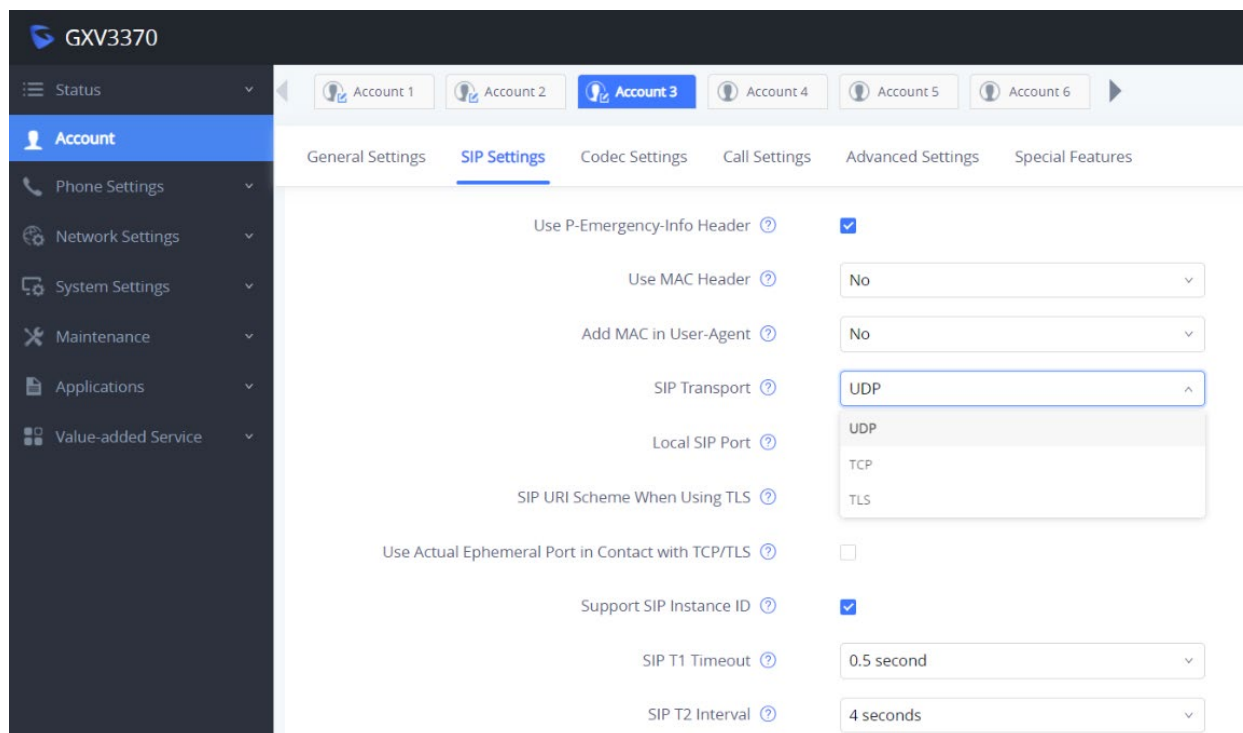 GXV3370
Status
Account
Phone Settings
Network Settings
System Settings
Maintenance
Applications
Value-added Service
Account 1 Account 2 Account 3 Account 4 Account 5 Account 6
General Settings SIP Settings Codec Settings Call Settings Advanced Settings Special Features
Use P-Emergency-Info Header ?
Use MAC Header ? No
Add MAC in User-Agent ? No
SIP Transport ? UDP
UDP
TCP
TLS
Local SIP Port ?
SIP URI Scheme When Using TLS ?
Use Actual Ephemeral Port in Contact with TCP/TLS ?
Support SIP Instance ID ?
SIP T1 Timeout ? 0.5 second
SIP T2 Interval ? 4 seconds